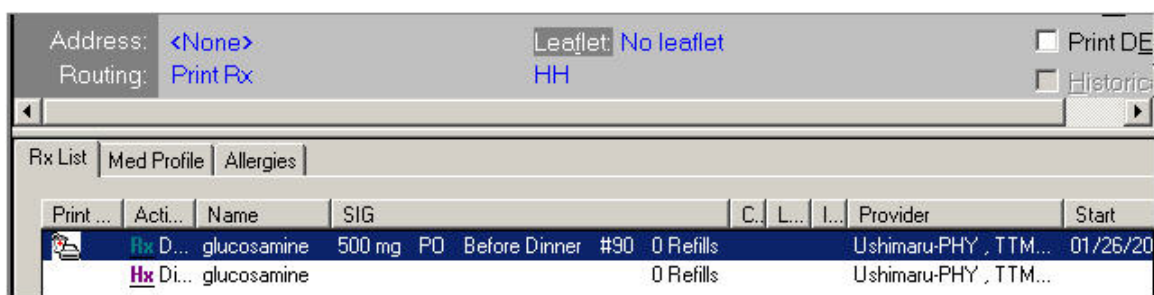 Address: <None> Leaflet: No leaflet Print DE
Routing: Print Rx HH Historic
Rx List Med Profile Allergies
Print ... Acti... Name SIG C.. L... I... Provider Start
Rx D... glucosamine 500 mg PO Before Dinner #90 0 Refills Ushimaru-PHY , TTM... 01/26/20
Hx Di... glucosamine 0 Refills Ushimaru-PHY , TTM...